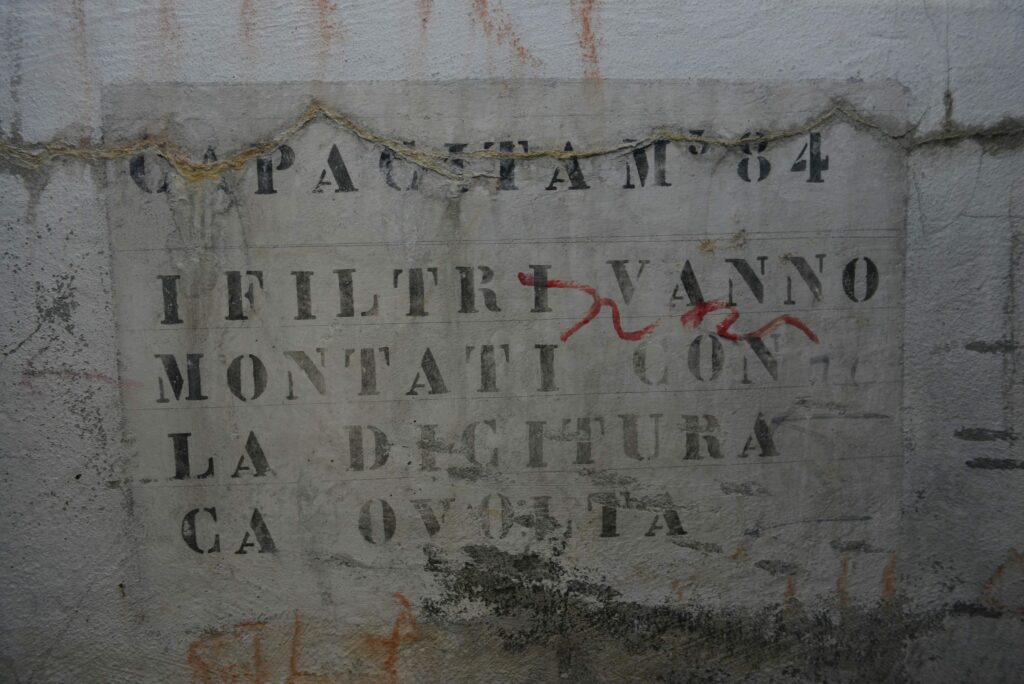 CAPACITA M³ 84
I FILTRI VANNO
MONTATI CON
LA DICITURA
CA OVOLTA